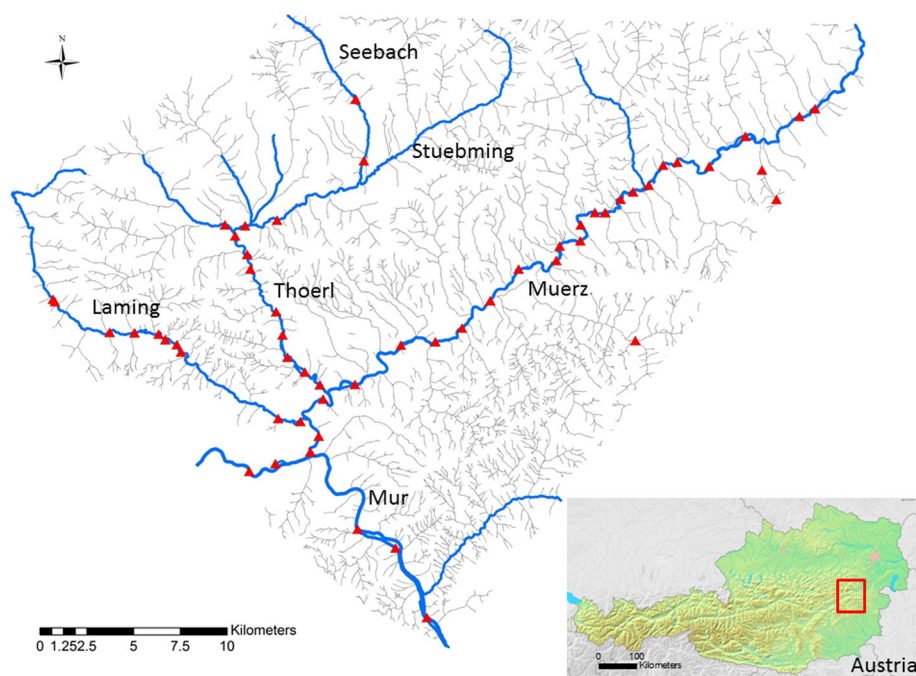 N
Seebach
Stuebming
Thoerl
Muerz
Laming
Mur
Kilometers
0 1.252.5 5 7.5 10
0 100
Kilometers
Austria